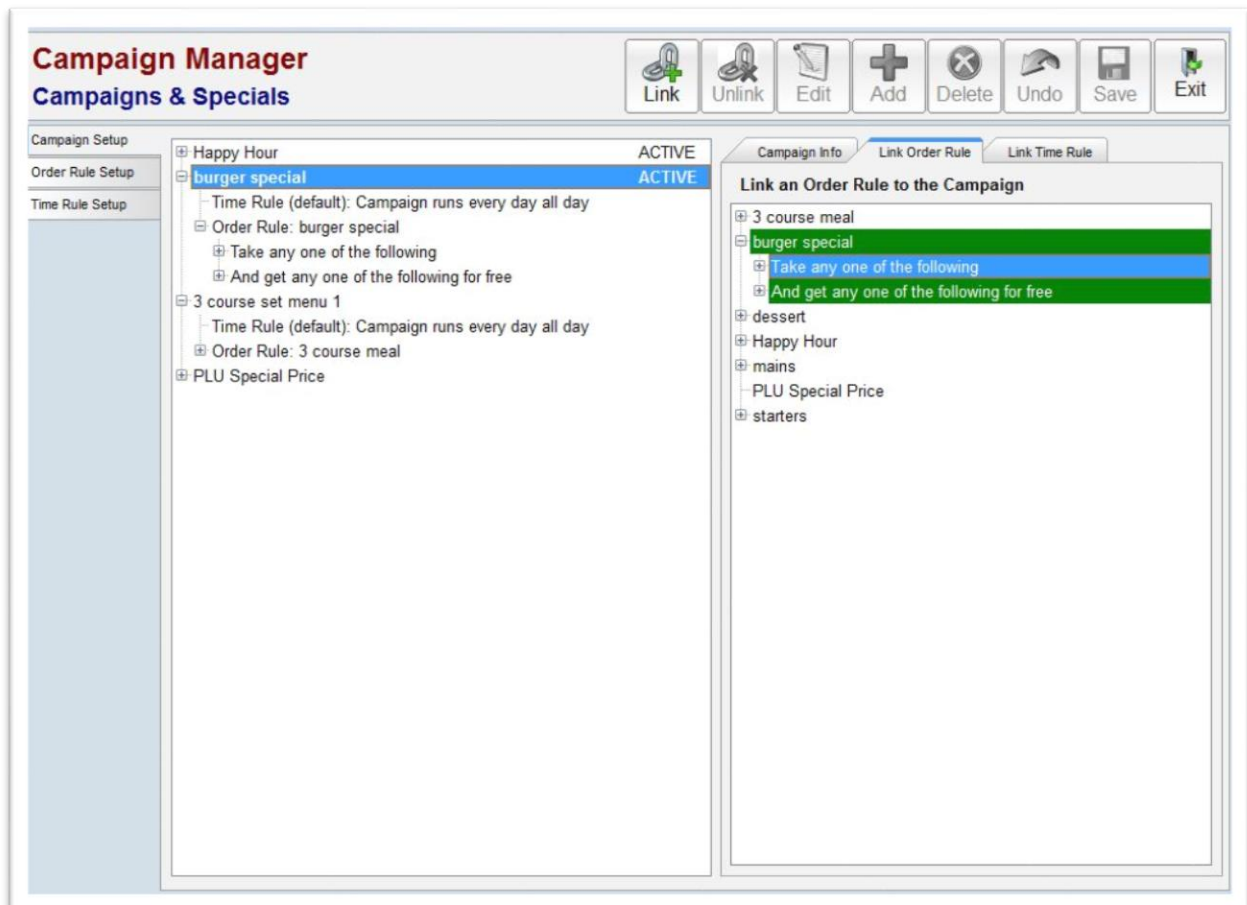 Campaign Manager
Campaigns & Specials
Link
Unlink
Edit
Add
Delete
Undo
Save
Exit
Campaign Setup
Order Rule Setup
Time Rule Setup
Happy Hour ACTIVE
burger special ACTIVE
Time Rule (default): Campaign runs every day all day
Order Rule: burger special
Take any one of the following
And get any one of the following for free
3 course set menu 1
Time Rule (default): Campaign runs every day all day
Order Rule: 3 course meal
PLU Special Price
Campaign Info
Link Order Rule
Link Time Rule
Link an Order Rule to the Campaign
3 course meal
burger special
Take any one of the following
And get any one of the following for free
dessert
Happy Hour
mains
PLU Special Price
starters